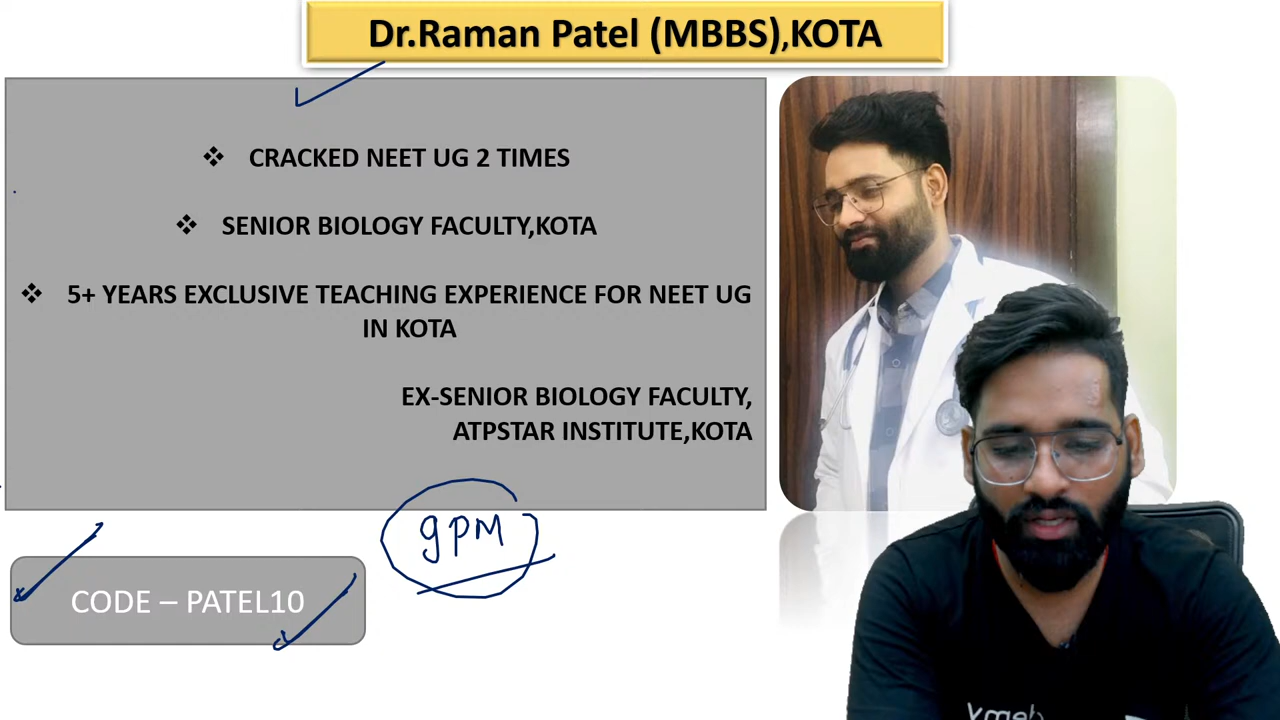 Dr.Raman Patel (MBBS),KOTA
❖ CRACKED NEET UG 2 TIMES
❖ SENIOR BIOLOGY FACULTY,KOTA
❖ 5+ YEARS EXCLUSIVE TEACHING EXPERIENCE FOR NEET UG
IN KOTA
EX-SENIOR BIOLOGY FACULTY,
ATPSTAR INSTITUTE,KOTA
gPM
CODE – PATEL10